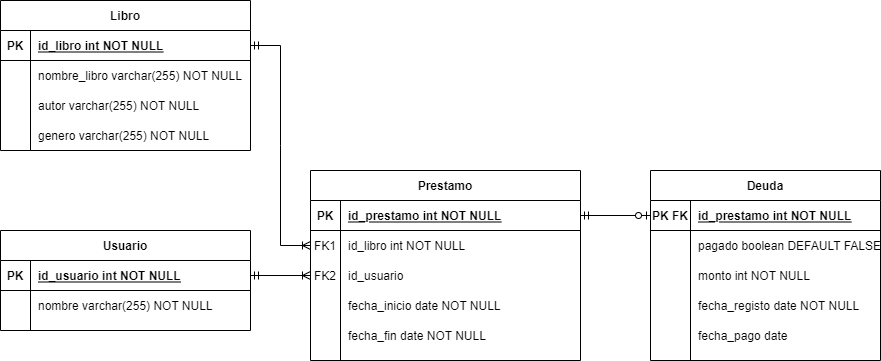 Libro
PK id_libro int NOT NULL
nombre_libro varchar(255) NOT NULL
autor varchar(255) NOT NULL
genero varchar(255) NOT NULL
Usuario
PK id_usuario int NOT NULL
nombre varchar(255) NOT NULL
Prestamo
PK id_prestamo int NOT NULL
FK1 id_libro int NOT NULL
FK2 id_usuario
fecha_inicio date NOT NULL
fecha_fin date NOT NULL
Deuda
PK FK id_prestamo int NOT NULL
pagado boolean DEFAULT FALSE
monto int NOT NULL
fecha_registo date NOT NULL
fecha_pago date